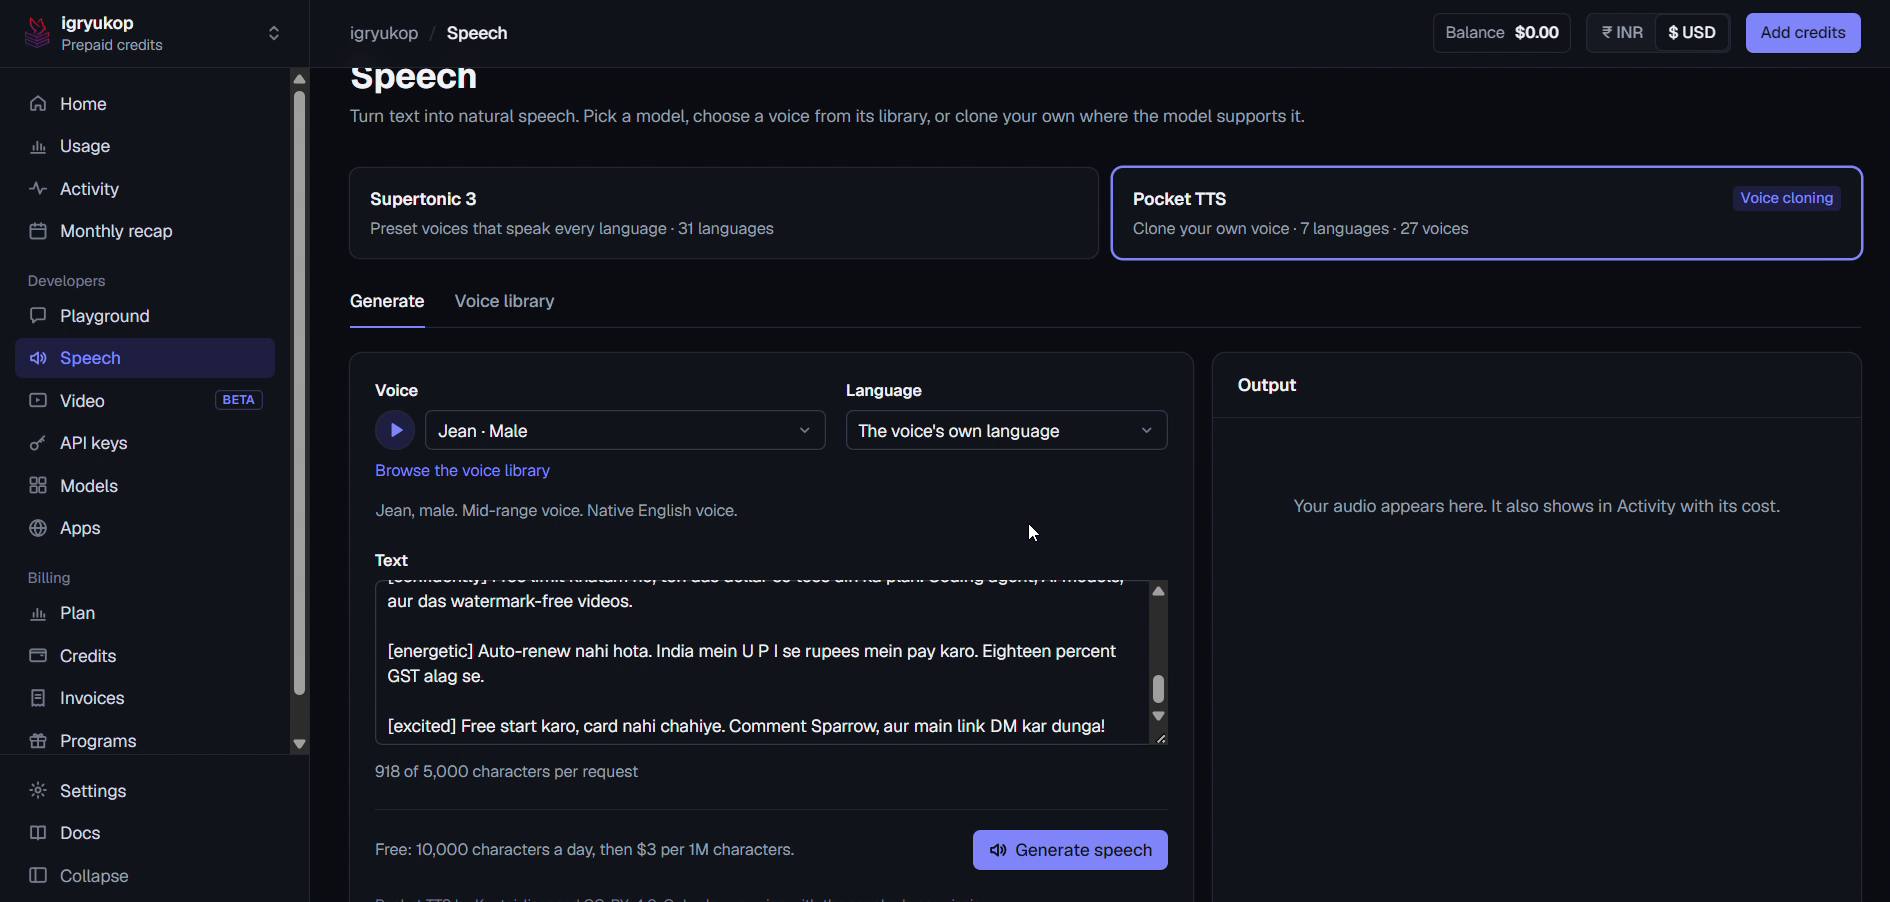 igryukop
Prepaid credits
Home
Usage
Activity
Monthly recap
Developers
Playground
Speech
Video BETA
API keys
Models
Apps
Billing
Plan
Credits
Invoices
Programs
Settings
Docs
Collapse
igryukop / Speech
Balance $0.00
₹ INR $ USD
Add credits
Speech
Turn text into natural speech. Pick a model, choose a voice from its library, or clone your own where the model supports it.
Supertonic 3
Preset voices that speak every language · 31 languages
Pocket TTS Voice cloning
Clone your own voice · 7 languages · 27 voices
Generate Voice library
Voice Language
Jean · Male The voice's own language
Browse the voice library
Jean, male. Mid-range voice. Native English voice.
Text
aur das watermark-free videos.
[energetic] Auto-renew nahi hota. India mein U P I se rupees mein pay karo. Eighteen percent
GST alag se.
[excited] Free start karo, card nahi chahiye. Comment Sparrow, aur main link DM kar dunga!
918 of 5,000 characters per request
Free: 10,000 characters a day, then $3 per 1M characters.
Generate speech
Output
Your audio appears here. It also shows in Activity with its cost.